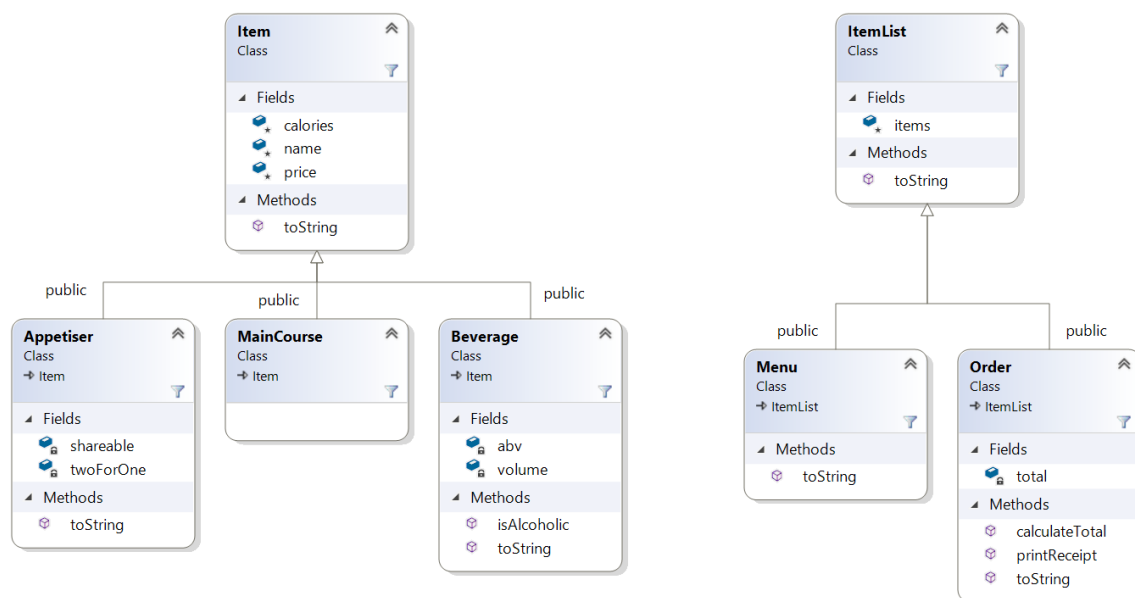 Item
Class
Fields
calories
name
price
Methods
toString
ItemList
Class
Fields
items
Methods
toString
public
public
public
public
public
Appetiser
Class
Item
Fields
shareable
twoForOne
Methods
toString
MainCourse
Class
Item
Beverage
Class
Item
Fields
abv
volume
Methods
isAlcoholic
toString
Menu
Class
ItemList
Methods
toString
Order
Class
ItemList
Fields
total
Methods
calculateTotal
printReceipt
toString